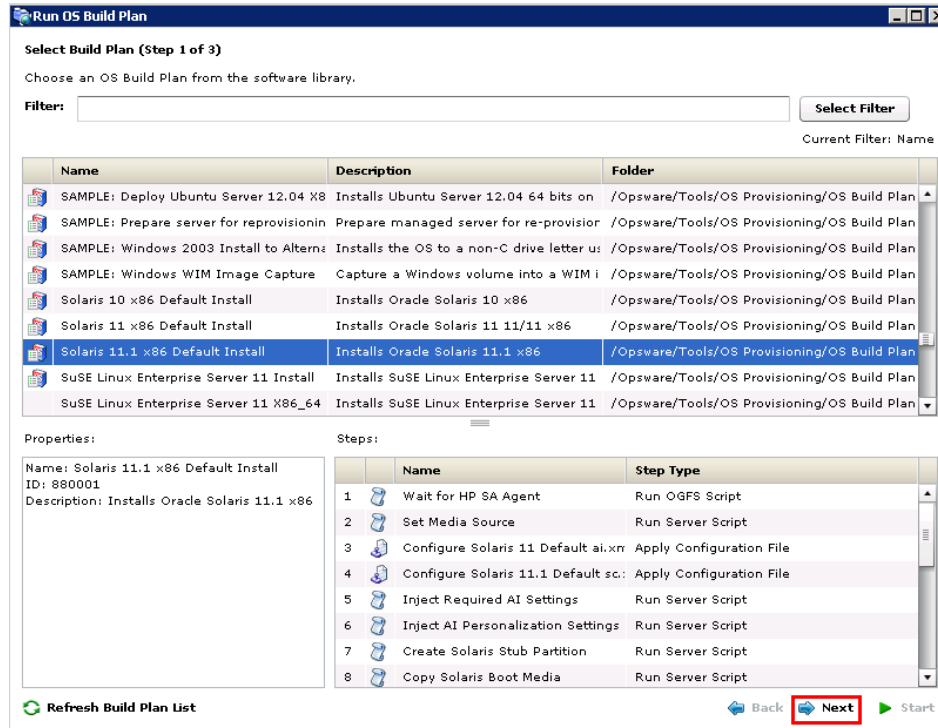 Run OS Build Plan
Select Build Plan (Step 1 of 3)
Choose an OS Build Plan from the software library.
Filter: Select Filter
Current Filter: Name
Name Description Folder
SAMPLE: Deploy Ubuntu Server 12.04 X8 Installs Ubuntu Server 12.04 64 bits on /Opsware/Tools/OS Provisioning/OS Build Plan
SAMPLE: Prepare server for reprovisionin Prepare managed server for re-provisior /Opsware/Tools/OS Provisioning/OS Build Plan
SAMPLE: Windows 2003 Install to Alterna Installs the OS to a non-C drive letter u: /Opsware/Tools/OS Provisioning/OS Build Plan
SAMPLE: Windows WIM Image Capture Capture a Windows volume into a WIM i /Opsware/Tools/OS Provisioning/OS Build Plan
Solaris 10 x86 Default Install Installs Oracle Solaris 10 x86 /Opsware/Tools/OS Provisioning/OS Build Plan
Solaris 11 x86 Default Install Installs Oracle Solaris 11 11/11 x86 /Opsware/Tools/OS Provisioning/OS Build Plan
Solaris 11.1 x86 Default Install Installs Oracle Solaris 11.1 x86 /Opsware/Tools/OS Provisioning/OS Build Plan
SuSE Linux Enterprise Server 11 Install Installs SuSE Linux Enterprise Server 11 /Opsware/Tools/OS Provisioning/OS Build Plan
SuSE Linux Enterprise Server 11 X86_64 Installs SuSE Linux Enterprise Server 11 /Opsware/Tools/OS Provisioning/OS Build Plan
Properties:
Name: Solaris 11.1 x86 Default Install
ID: 880001
Description: Installs Oracle Solaris 11.1 x86
Steps:
Name Step Type
1 Wait for HP SA Agent Run OGFS Script
2 Set Media Source Run Server Script
3 Configure Solaris 11 Default ai.xm Apply Configuration File
4 Configure Solaris 11.1 Default sc.: Apply Configuration File
5 Inject Required AI Settings Run Server Script
6 Inject AI Personalization Settings Run Server Script
7 Create Solaris Stub Partition Run Server Script
8 Copy Solaris Boot Media Run Server Script
Refresh Build Plan List Back Next Start